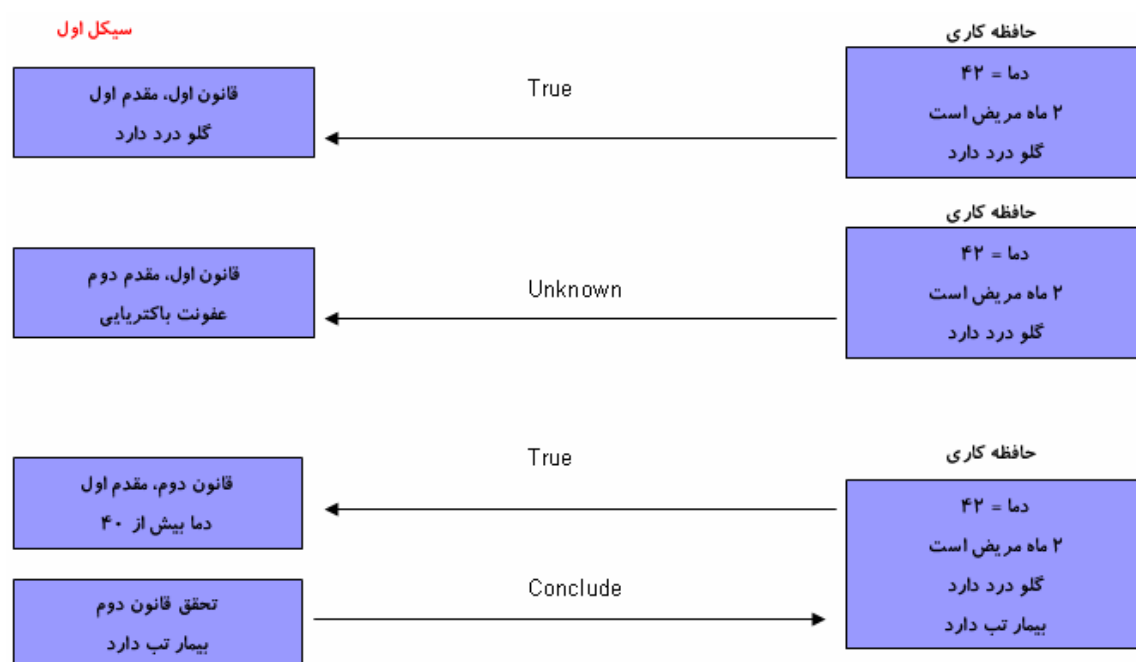 سیکل اول
حافظه کاری
دما = ۴۲
۲ ماه مریض است
گلو درد دارد
True
قانون اول، مقدم اول
گلو درد دارد
حافظه کاری
دما = ۴۲
۲ ماه مریض است
گلو درد دارد
Unknown
قانون اول، مقدم دوم
عفونت باکتریایی
حافظه کاری
دما = ۴۲
۲ ماه مریض است
گلو درد دارد
بیمار تب دارد
True
قانون دوم، مقدم اول
دما بیش از ۴۰
Conclude
تحقق قانون دوم
بیمار تب دارد